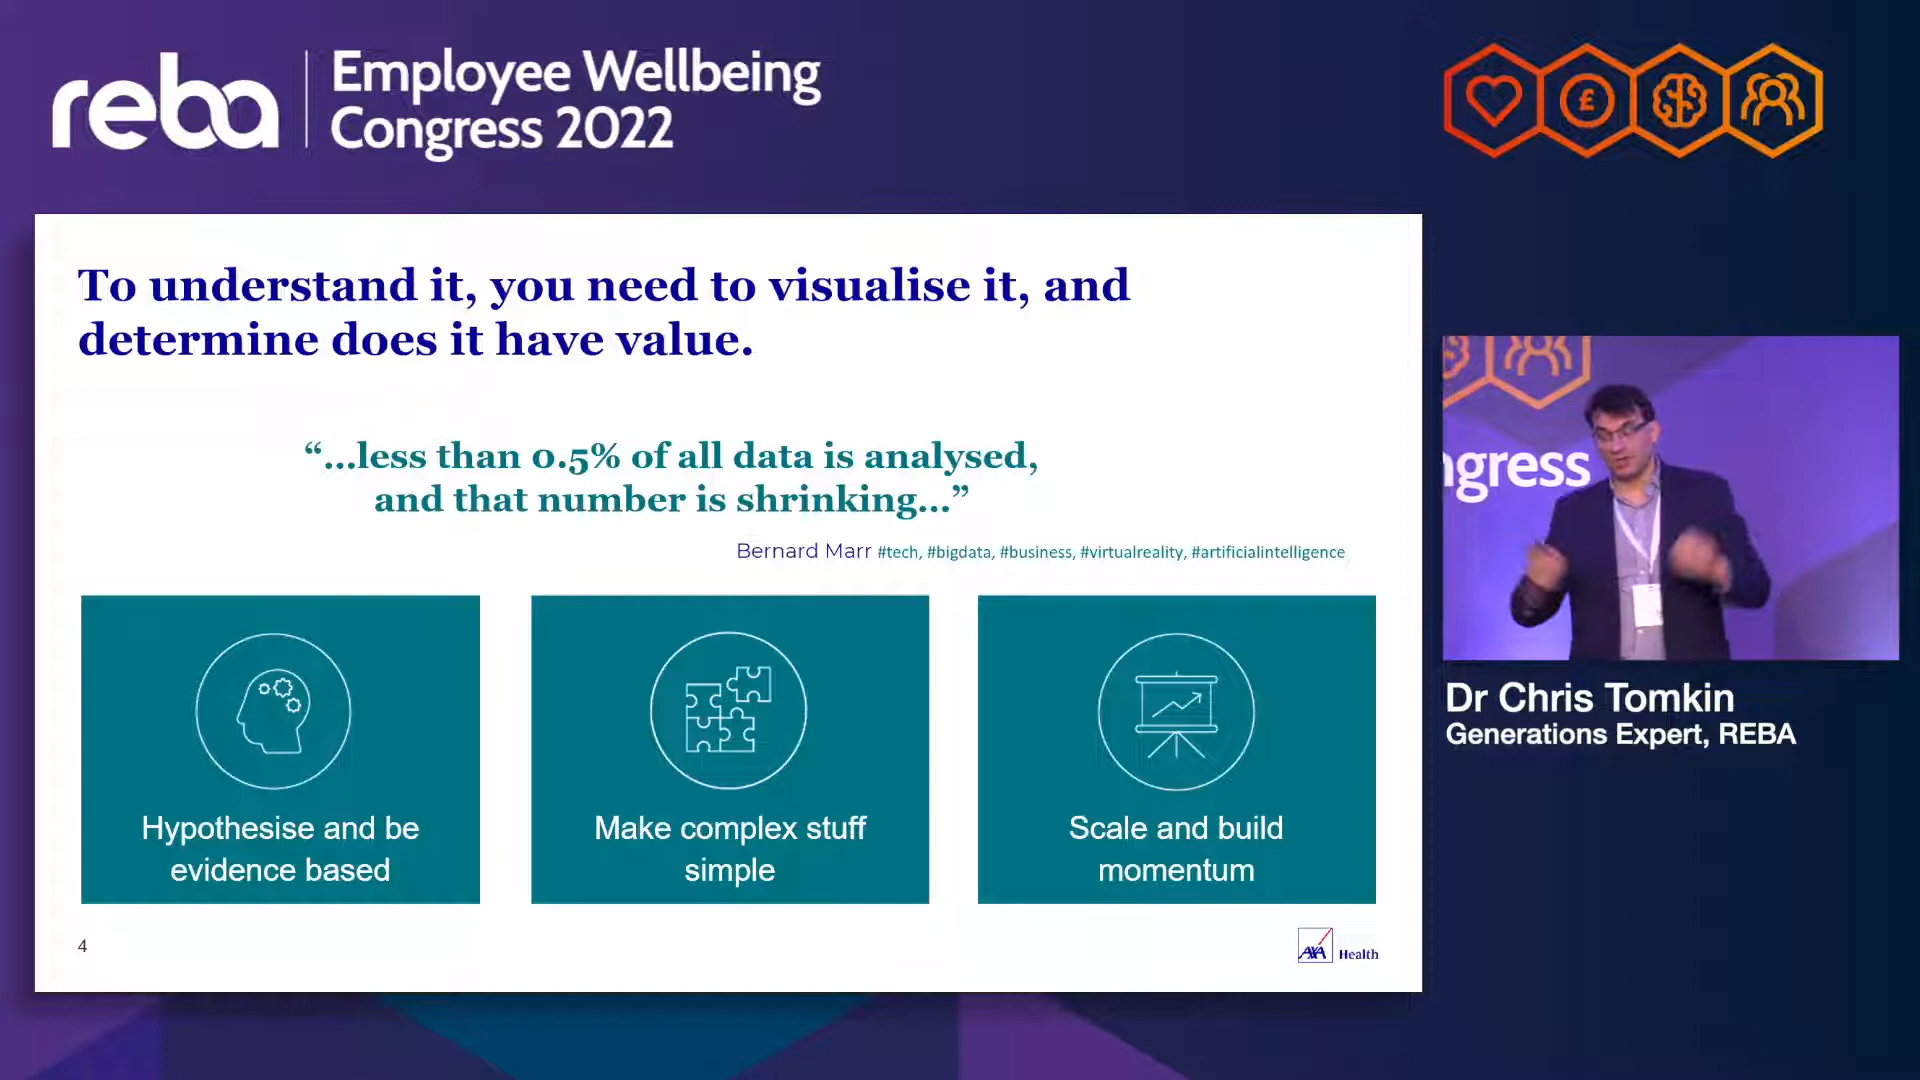 reba
Employee Wellbeing
Congress 2022
£
To understand it, you need to visualise it, and
determine does it have value.
“...less than 0.5% of all data is analysed,
and that number is shrinking...”
Bernard Marr #tech, #bigdata, #business, #virtualreality, #artificialintelligence
Hypothesise and be
evidence based
Make complex stuff
simple
Scale and build
momentum
4
AXA Health
ngress
Dr Chris Tomkin
Generations Expert, REBA